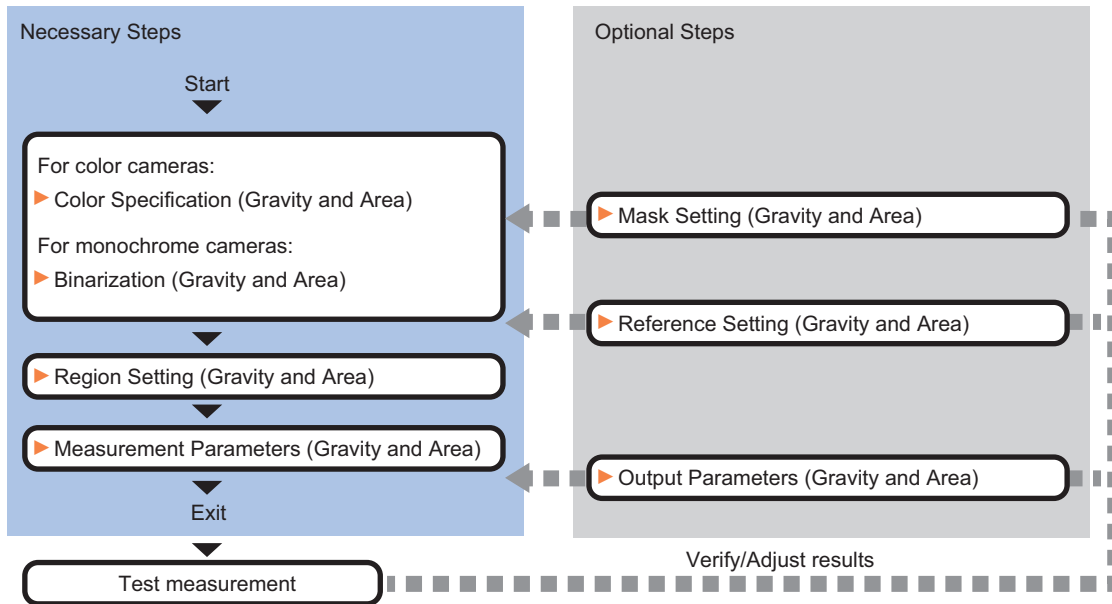 Necessary Steps
Start
For color cameras:
Color Specification (Gravity and Area)
For monochrome cameras:
Binarization (Gravity and Area)
Region Setting (Gravity and Area)
Measurement Parameters (Gravity and Area)
Exit
Test measurement
Optional Steps
Mask Setting (Gravity and Area)
Reference Setting (Gravity and Area)
Output Parameters (Gravity and Area)
Verify/Adjust results